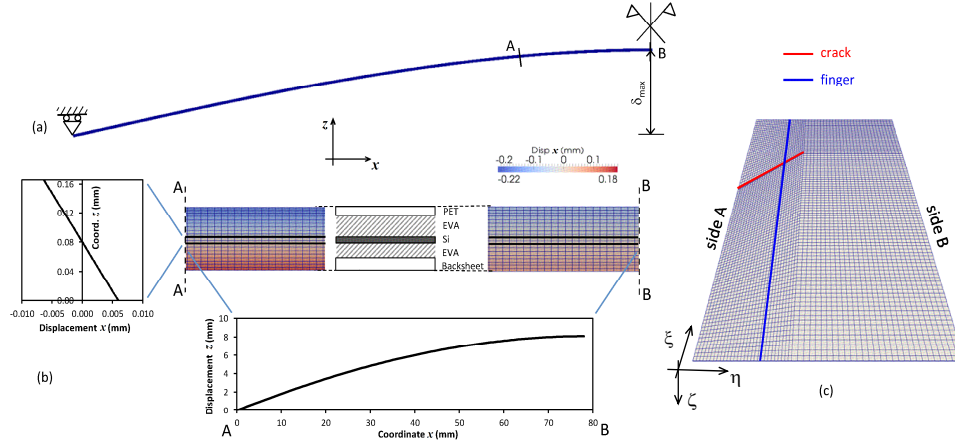 A
B
δmax
(a)
z
x
crack
finger
Disp x (mm)
-0.2 -0.1 0 0.1
-0.22 0.18
A
B
PET
EVA
Si
EVA
Backsheet
A
B
0.16
0.12
0.08
0.04
0.00
Coord. z (mm)
-0.010 -0.005 0.000 0.005 0.010
Displacement x (mm)
(b)
10
8
6
4
2
0
Displacement z (mm)
0 10 20 30 40 50 60 70 80
A
Coordinate x (mm)
B
side A
side B
ξ
η
ζ
(c)